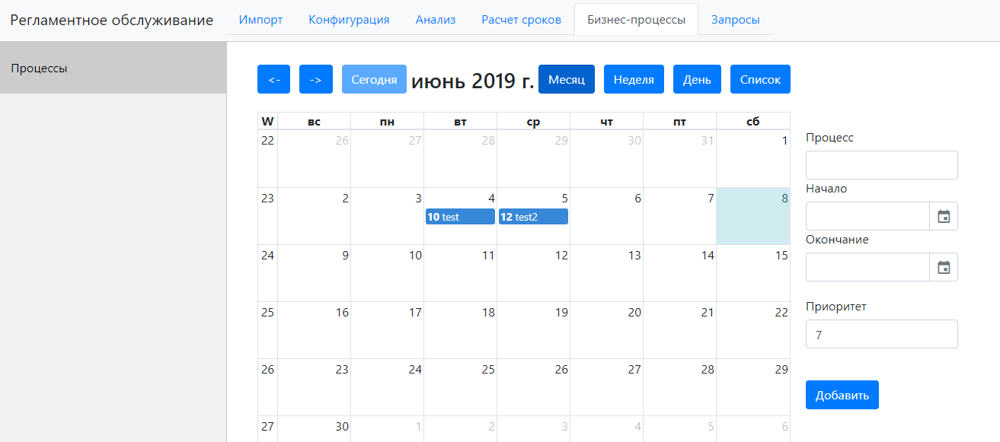 Регламентное обслуживание Импорт Конфигурация Анализ Расчет сроков Бизнес-процессы Запросы
Процессы
<- -> Сегодня июнь 2019 г. Месяц Неделя День Список
W вс пн вт ср чт пт сб
22 26 27 28 29 30 31 1
23 2 3 4 5 6 7 8
10 test 12 test2
24 9 10 11 12 13 14 15
25 16 17 18 19 20 21 22
26 23 24 25 26 27 28 29
27 30 1 2 3 4 5 6
Процесс
Начало
Окончание
Приоритет
7
Добавить